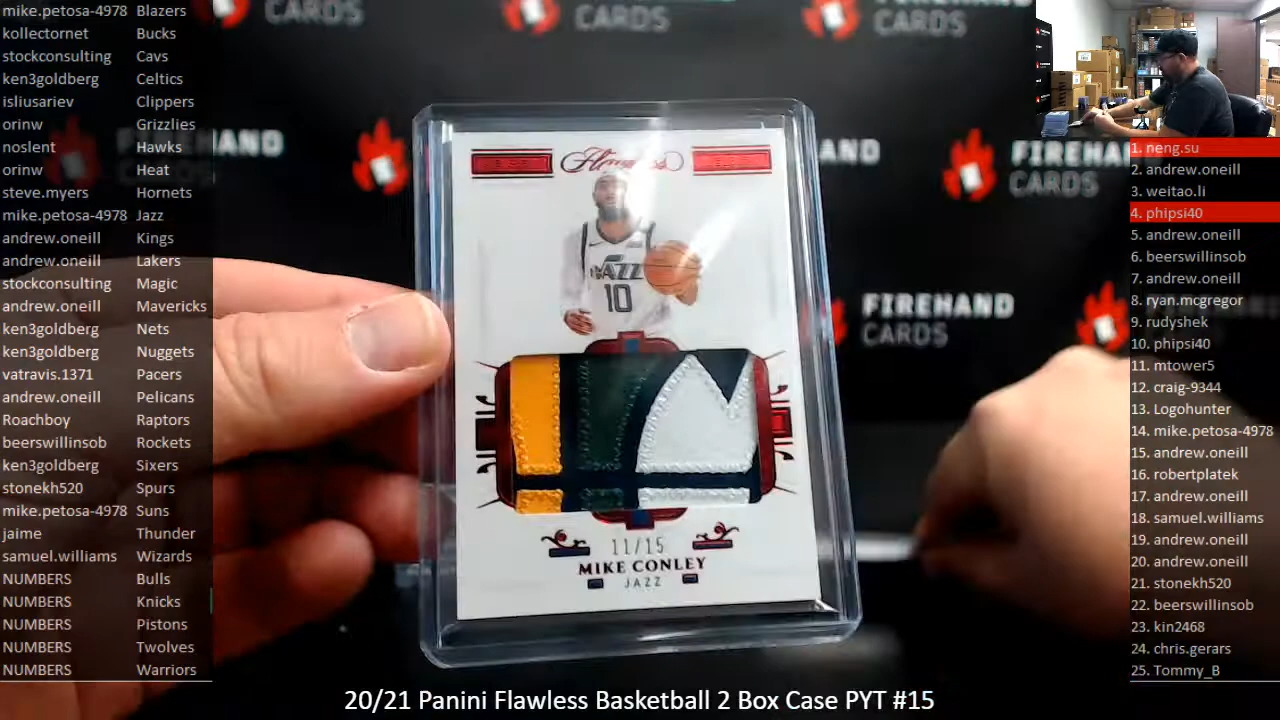 mike.petosa-4978 Blazers
kollectornet Bucks
stockconsulting Cavs
ken3goldberg Celtics
isliusariev Clippers
orinw Grizzlies
noslent Hawks
orinw Heat
steve.myers Hornets
mike.petosa-4978 Jazz
andrew.oneill Kings
andrew.oneill Lakers
stockconsulting Magic
andrew.oneill Mavericks
ken3goldberg Nets
ken3goldberg Nuggets
vatravis.1371 Pacers
andrew.oneill Pelicans
Roachboy Raptors
beerswillinsob Rockets
ken3goldberg Sixers
stonekh520 Spurs
mike.petosa-4978 Suns
jaime Thunder
samuel.williams Wizards
NUMBERS Bulls
NUMBERS Knicks
NUMBERS Pistons
NUMBERS Twolves
NUMBERS Warriors
CARDS
CARDS
CARDS
FIREHAND
CARDS
FIREHAND
CARDS
Flawless
JAZZ
10
11/15
MIKE CONLEY
JAZZ
1. neng.su
2. andrew.oneill
3. weitao.li
4. phipsi40
5. andrew.oneill
6. beerswillinsob
7. andrew.oneill
8. ryan.mcgregor
9. rudyshek
10. phipsi40
11. mtower5
12. craig-9344
13. Logohunter
14. mike.petosa-4978
15. andrew.oneill
16. robertplatek
17. andrew.oneill
18. samuel.williams
19. andrew.oneill
20. andrew.oneill
21. stonekh520
22. beerswillinsob
23. kin2468
24. chris.gerars
25. Tommy_B
20/21 Panini Flawless Basketball 2 Box Case PYT #15